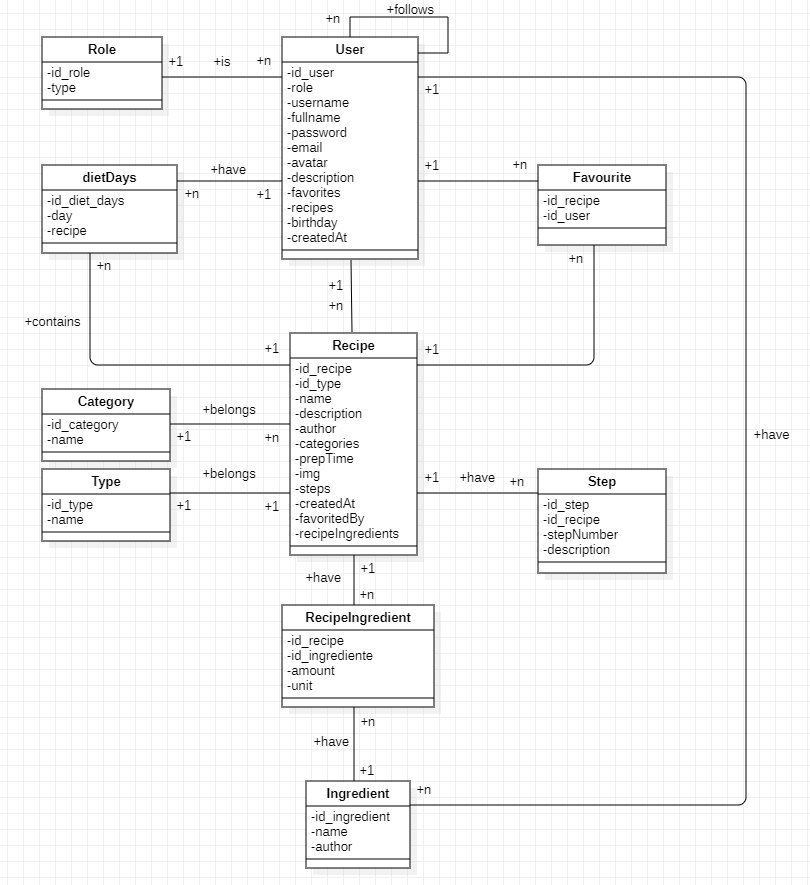 +follows
+n
Role
-id_role
-type
+1
+is
+n
User
-id_user
-role
-username
-fullname
-password
-email
-avatar
-description
-favorites
-recipes
-birthday
-createdAt
+1
dietDays
-id_diet_days
-day
-recipe
+have
+n
+1
+1
+n
Favourite
-id_recipe
-id_user
+n
+n
+1
+n
+contains
+1
+1
Recipe
-id_recipe
-id_type
-name
-description
-author
-categories
-prepTime
-img
-steps
-createdAt
-favoritedBy
-recipeIngredients
Category
-id_category
-name
+belongs
+1
+n
+have
Type
-id_type
-name
+belongs
+1
+1
+1
+have
+n
Step
-id_step
-id_recipe
-stepNumber
-description
+have
+1
+n
RecipeIngredient
-id_recipe
-id_ingrediente
-amount
-unit
+n
+have
+1
Ingredient
-id_ingredient
-name
-author
+n